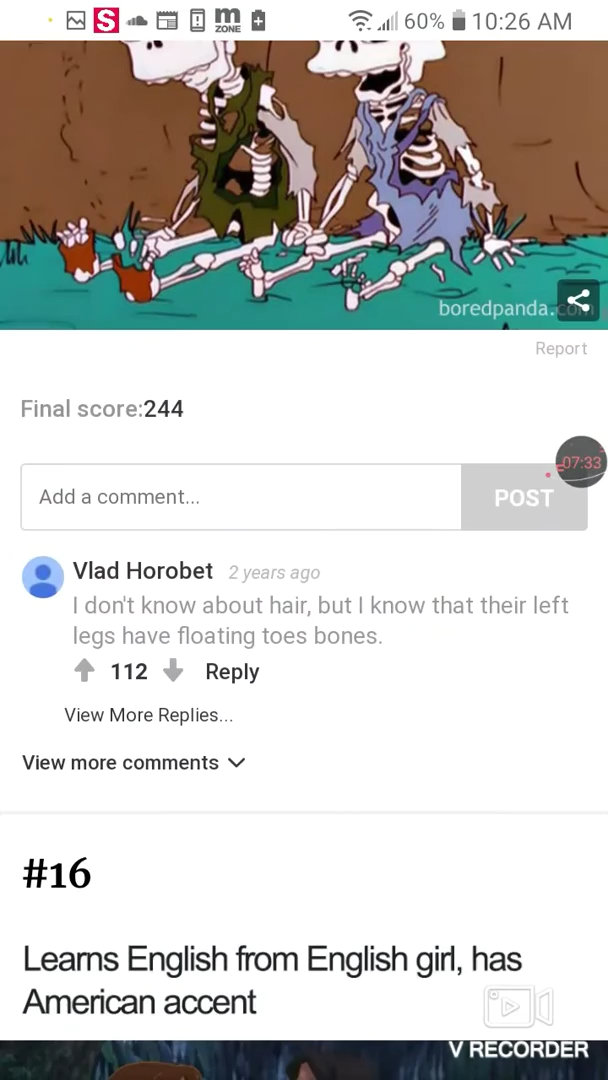 S
m
ZONE
60%
10:26 AM
boredpanda.com
Report
Final score:244
Add a comment...
POST
07:33
Vlad Horobet 2 years ago
I don't know about hair, but I know that their left
legs have floating toes bones.
112 Reply
View More Replies...
View more comments
#16
Learns English from English girl, has
American accent
V RECORDER